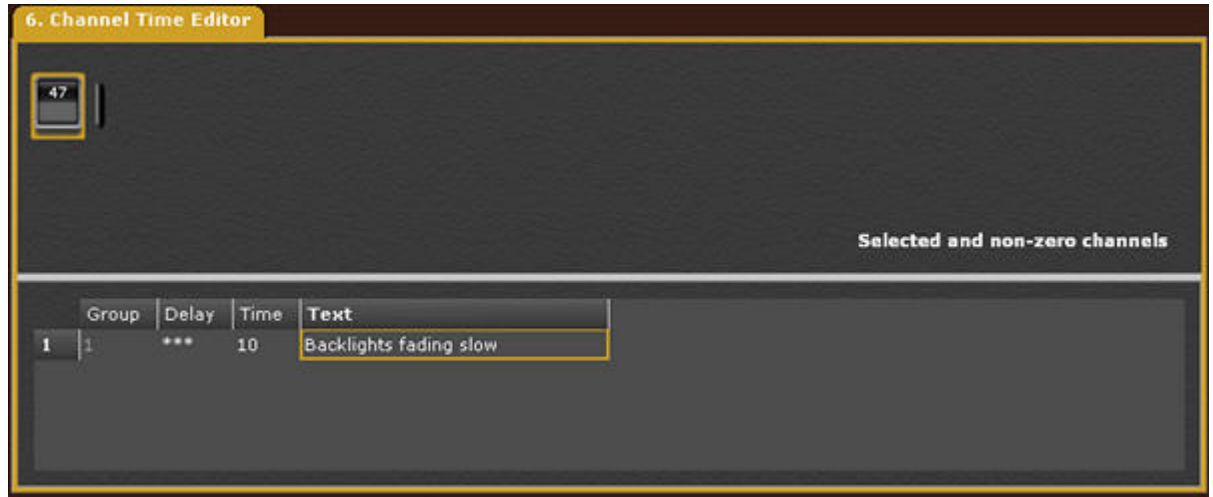 6. Channel Time Editor
47
Selected and non-zero channels
Group Delay Time Text
1 1 *** 10 Backlights fading slow